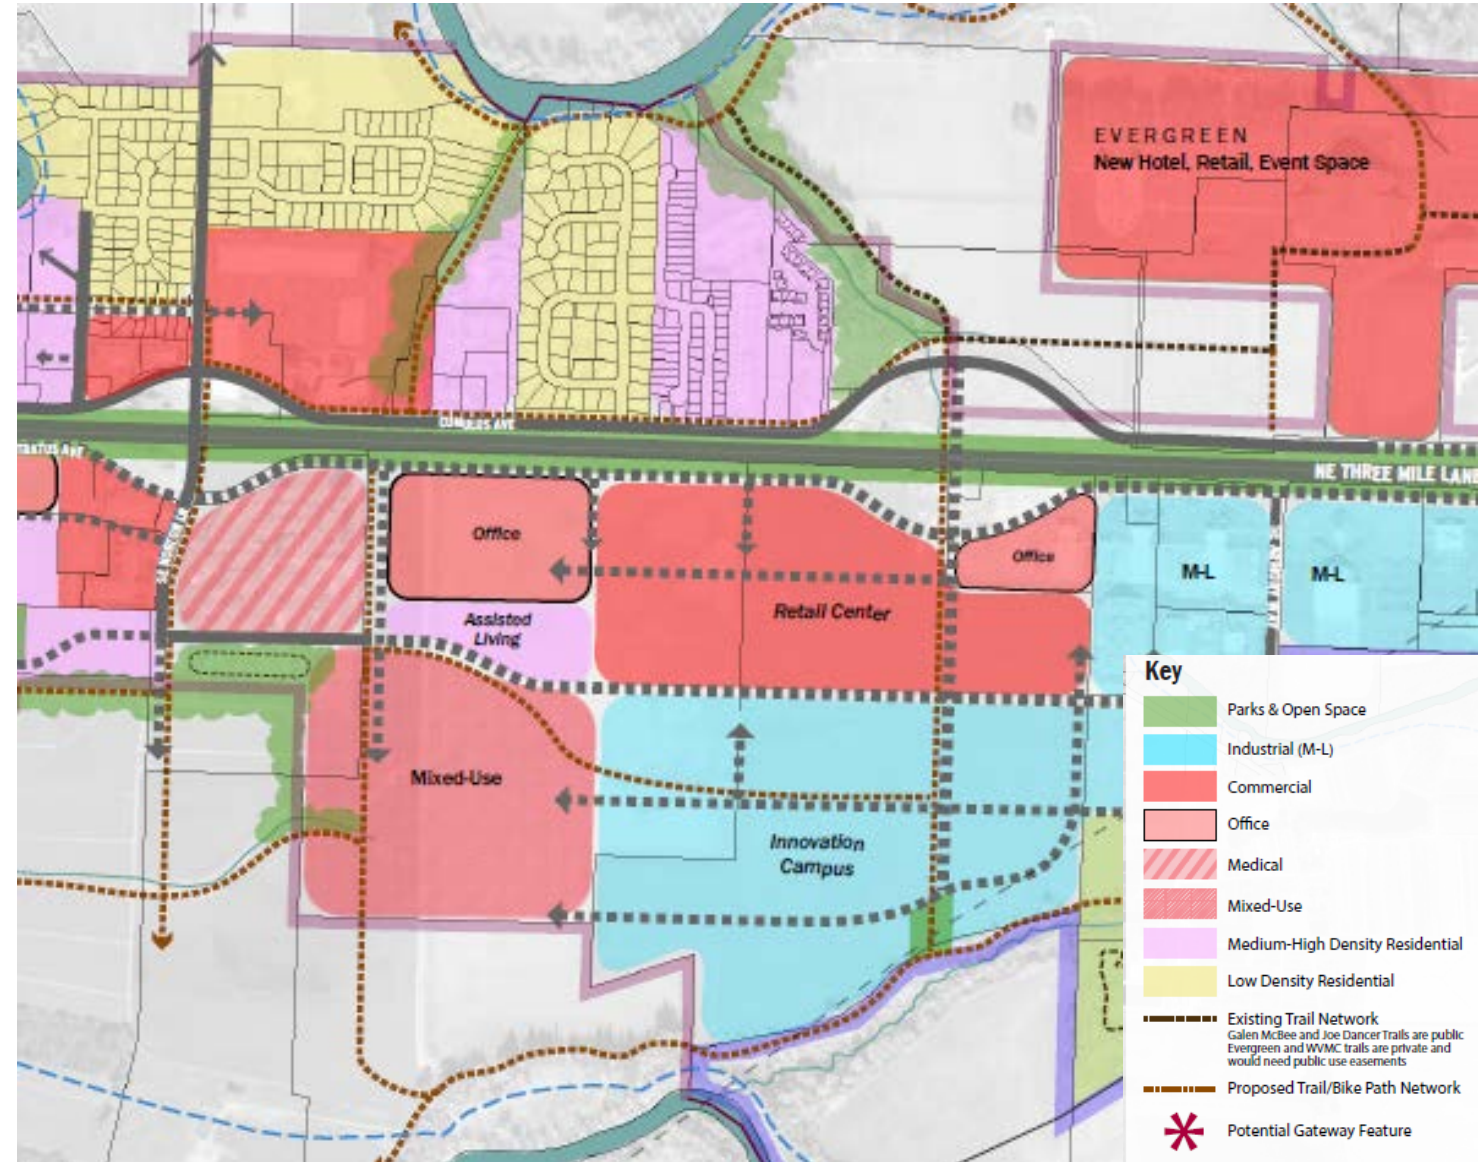 EVERGREEN
New Hotel, Retail, Event Space
CUMULUS AVE
NE THREE MILE LANE
Office
Office
M-L
M-L
Retail Center
Assisted
Living
Mixed-Use
Innovation
Campus
Key
Parks & Open Space
Industrial (M-L)
Commercial
Office
Medical
Mixed-Use
Medium-High Density Residential
Low Density Residential
Existing Trail Network
Galen McBee and Joe Dancer Trails are public
Evergreen and WVMC trails are private and
would need public use easements
Proposed Trail/Bike Path Network
Potential Gateway Feature